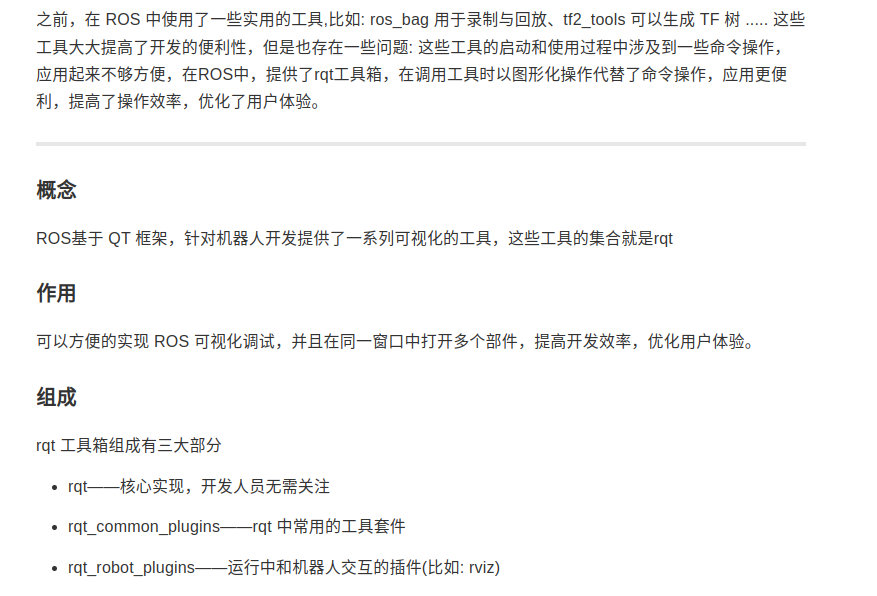 之前，在 ROS 中使用了一些实用的工具,比如: ros_bag 用于录制与回放、tf2_tools 可以生成 TF 树 ..... 这些
工具大大提高了开发的便利性，但是也存在一些问题: 这些工具的启动和使用过程中涉及到一些命令操作，
应用起来不够方便，在ROS中，提供了rqt工具箱，在调用工具时以图形化操作代替了命令操作，应用更便
利，提高了操作效率，优化了用户体验。
概念
ROS基于 QT 框架，针对机器人开发提供了一系列可视化的工具，这些工具的集合就是rqt
作用
可以方便的实现 ROS 可视化调试，并且在同一窗口中打开多个部件，提高开发效率，优化用户体验。
组成
rqt 工具箱组成有三大部分
• rqt——核心实现，开发人员无需关注
• rqt_common_plugins——rqt 中常用的工具套件
• rqt_robot_plugins——运行中和机器人交互的插件(比如: rviz)